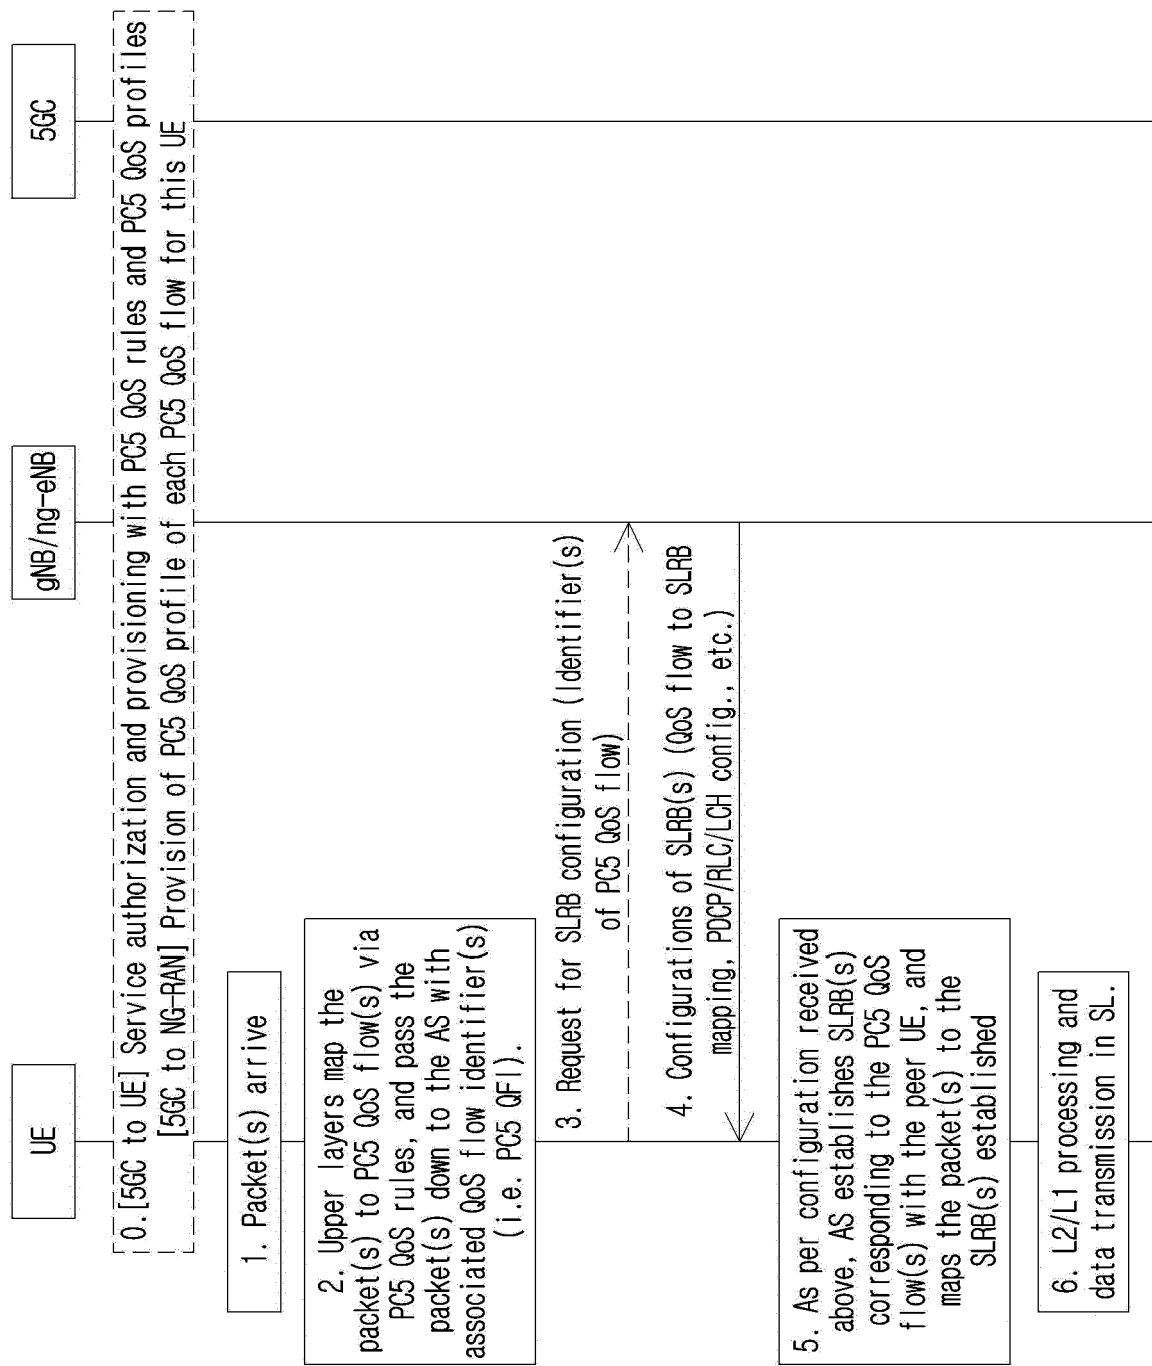 UE
gNB/ng-eNB
5GC
0.[5GC to UE] Service authorization and provisioning with PC5 QoS rules and PC5 QoS profiles
[5GC to NG-RAN] Provision of PC5 QoS profile of each PC5 QoS flow for this UE
1. Packet(s) arrive
2. Upper layers map the
packet(s) to PC5 QoS flow(s) via
PC5 QoS rules, and pass the
packet(s) down to the AS with
associated QoS flow identifier(s)
(i.e. PC5 QFI).
3. Request for SLRB configuration (Identifier(s)
of PC5 QoS flow)
4. Configurations of SLRB(s) (QoS flow to SLRB
mapping, PDCP/RLC/LCH config., etc.)
5. As per configuration received
above, AS establishes SLRB(s)
corresponding to the PC5 QoS
flow(s) with the peer UE, and
maps the packet(s) to the
SLRB(s) established
6. L2/L1 processing and
data transmission in SL.